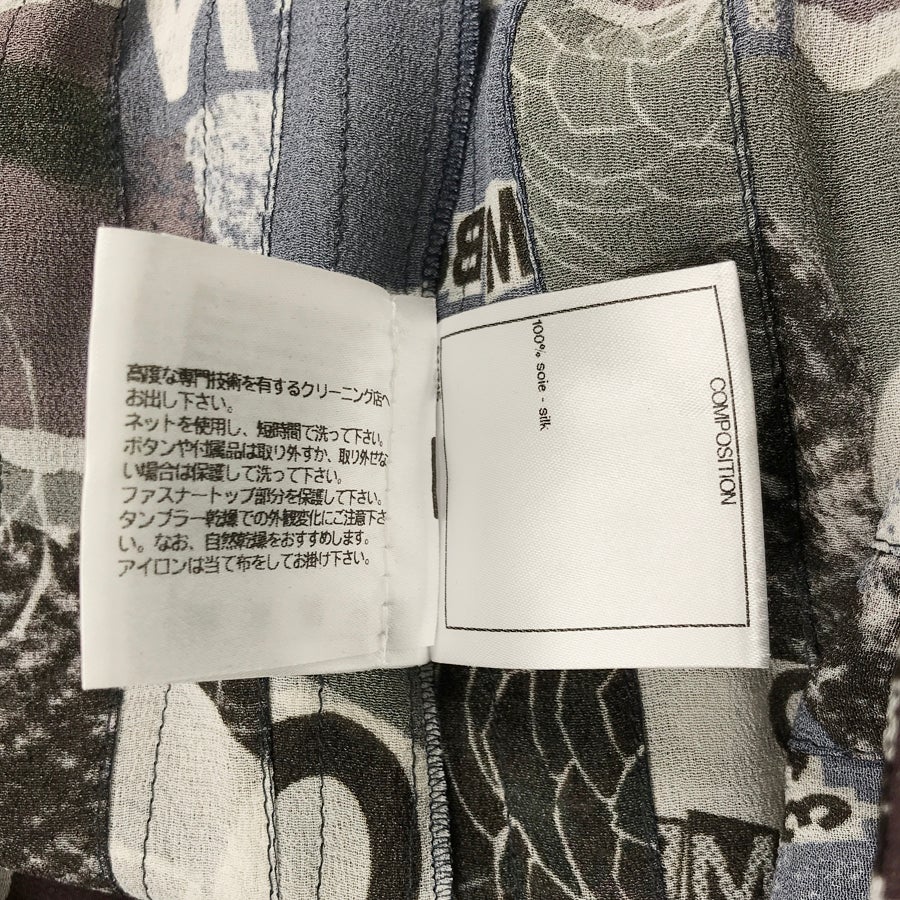 高度な専門技術を有するクリーニング店へ
お出し下さい。
ネットを使用し、短時間で洗って下さい。
ボタンや付属品は取り外すか、取り外せな
い場合は保護して洗って下さい。
ファスナートップ部分を保護して下さい。
タンブラー乾燥での外観変化にご注意下さ
い。なお、自然乾燥をおすすめします。
アイロンは当て布をしてお掛け下さい。
COMPOSITION
100% soie - silk